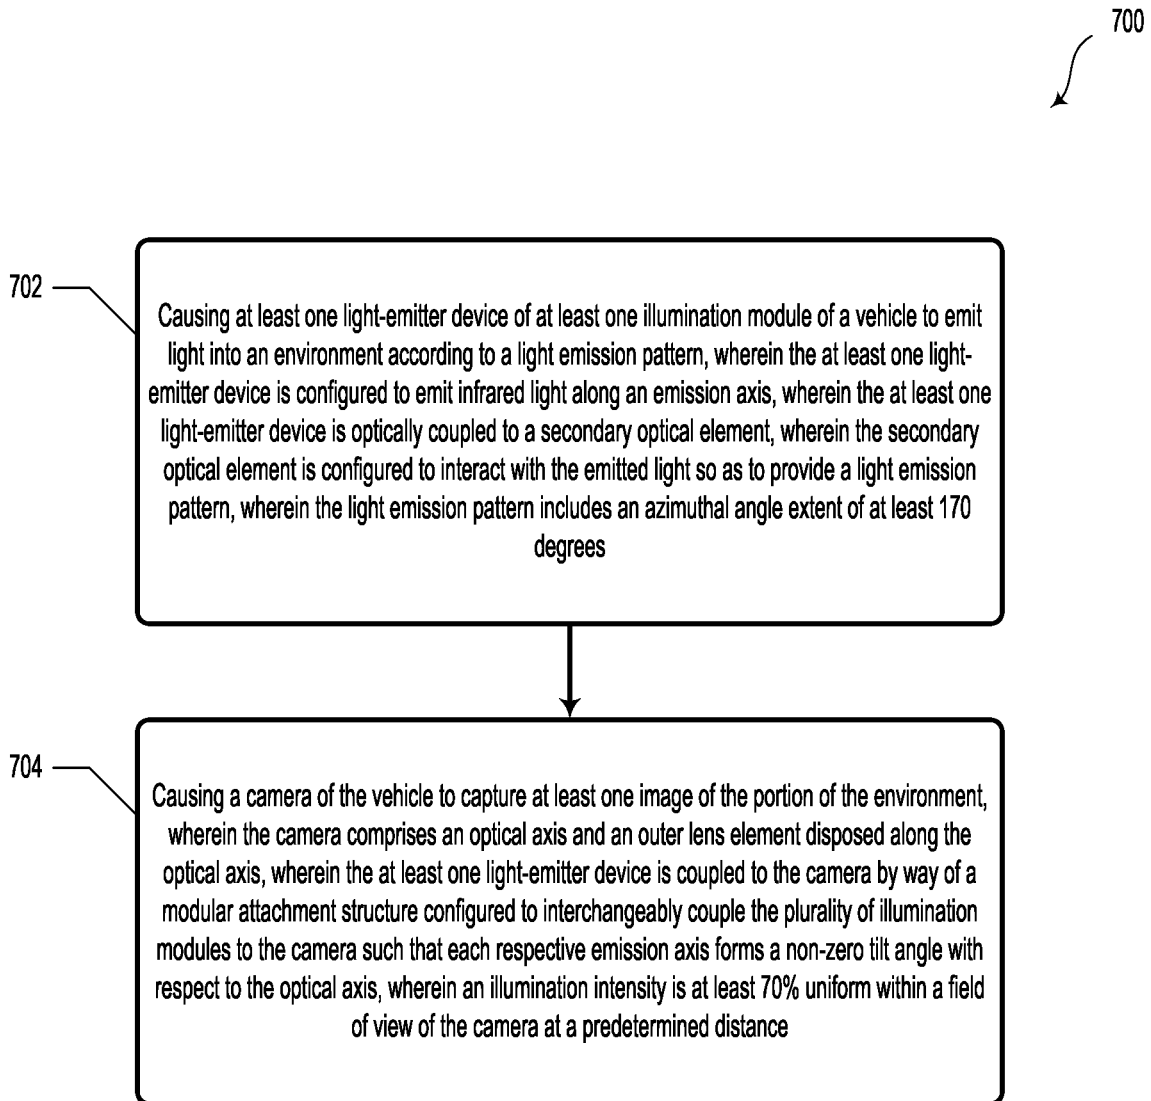 700
702
Causing at least one light-emitter device of at least one illumination module of a vehicle to emit
light into an environment according to a light emission pattern, wherein the at least one light-
emitter device is configured to emit infrared light along an emission axis, wherein the at least one
light-emitter device is optically coupled to a secondary optical element, wherein the secondary
optical element is configured to interact with the emitted light so as to provide a light emission
pattern, wherein the light emission pattern includes an azimuthal angle extent of at least 170
degrees
704
Causing a camera of the vehicle to capture at least one image of the portion of the environment,
wherein the camera comprises an optical axis and an outer lens element disposed along the
optical axis, wherein the at least one light-emitter device is coupled to the camera by way of a
modular attachment structure configured to interchangeably couple the plurality of illumination
modules to the camera such that each respective emission axis forms a non-zero tilt angle with
respect to the optical axis, wherein an illumination intensity is at least 70% uniform within a field
of view of the camera at a predetermined distance